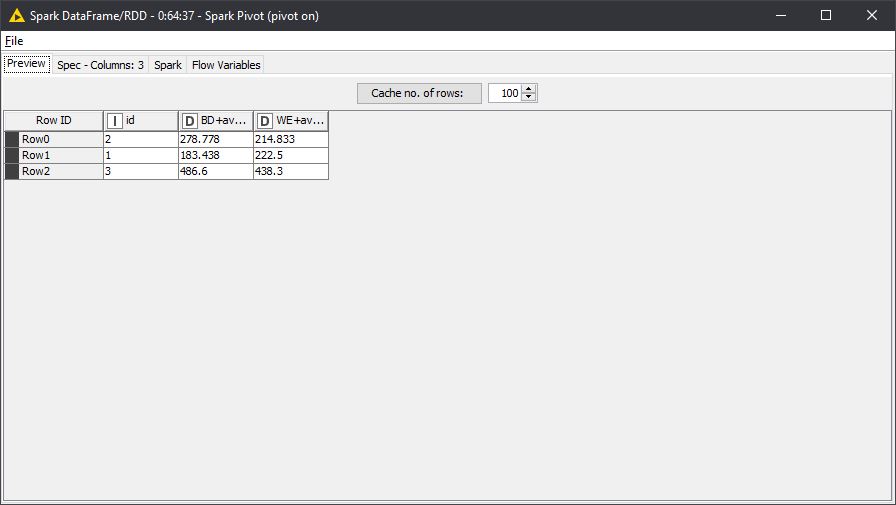 Spark DataFrame/RDD - 0:64:37 - Spark Pivot (pivot on)
File
Preview Spec - Columns: 3 Spark Flow Variables
Cache no. of rows: 100
Row ID I id D BD+av... D WE+av...
Row0 2 278.778 214.833
Row1 1 183.438 222.5
Row2 3 486.6 438.3